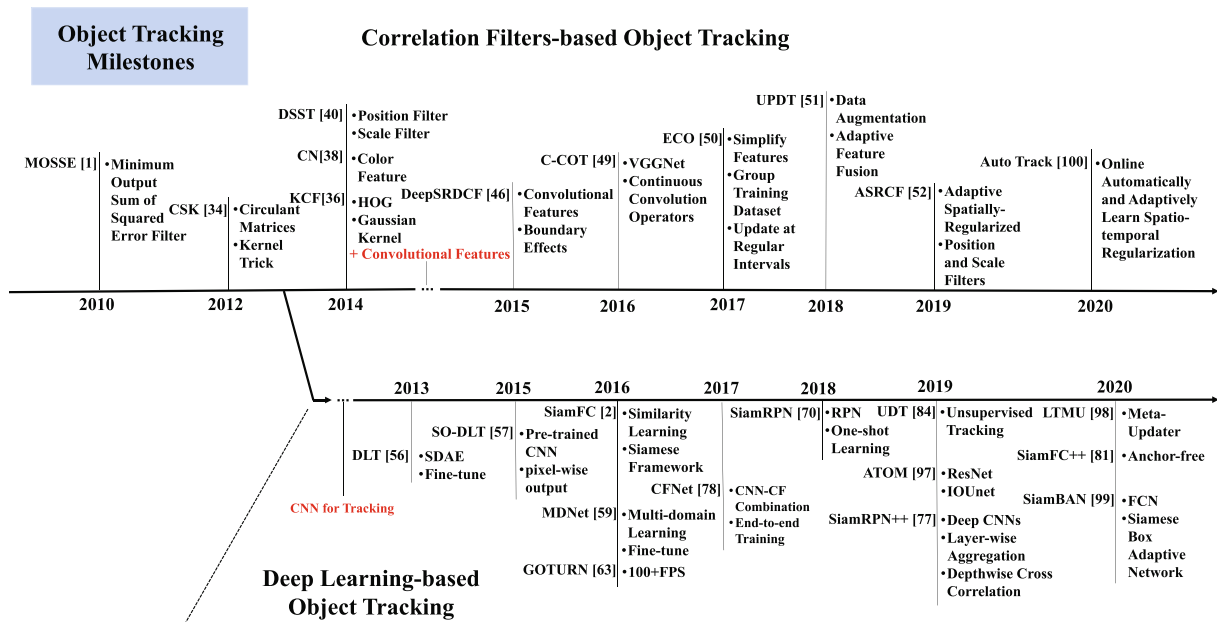 Object Tracking
Milestones
Correlation Filters-based Object Tracking
MOSSE [1]
•Minimum
Output
Sum of
Squared
Error Filter
CSK [34]
•Circulant
Matrices
•Kernel
Trick
DSST [40]
•Position Filter
•Scale Filter
CN[38]
•Color
Feature
KCF[36]
•HOG
•Gaussian
Kernel
+ Convolutional Features
DeepSRDCF [46]
•Convolutional
Features
•Boundary
Effects
C-COT [49]
•VGGNet
•Continuous
Convolution
Operators
ECO [50]
•Simplify
Features
•Group
Training
Dataset
•Update at
Regular
Intervals
UPDT [51]
•Data
Augmentation
•Adaptive
Feature
Fusion
ASRCF [52]
•Adaptive
Spatially-
Regularized
•Position
and Scale
Filters
Auto Track [100]
•Online
Automatically
and Adaptively
Learn Spatio-
temporal
Regularization
...
2010 2012 2014 2015 2016 2017 2018 2019 2020
2013 2015 2016 2017 2018 2019 2020
...
CNN for Tracking
DLT [56]
•SDAE
•Fine-tune
SO-DLT [57]
•Pre-trained
CNN
•pixel-wise
output
SiamFC [2]
•Similarity
Learning
•Siamese
Framework
MDNet [59]
•Multi-domain
Learning
•Fine-tune
GOTURN [63]
•100+FPS
CFNet [78]
•CNN-CF
Combination
•End-to-end
Training
SiamRPN [70]
•RPN
•One-shot
Learning
UDT [84]
•Unsupervised
Tracking
ATOM [97]
•ResNet
•IOUnet
SiamRPN++ [77]
•Deep CNNs
•Layer-wise
Aggregation
•Depthwise Cross
Correlation
LTMU [98]
•Meta-
Updater
SiamFC++ [81]
•Anchor-free
SiamBAN [99]
•FCN
•Siamese
Box
Adaptive
Network
Deep Learning-based
Object Tracking